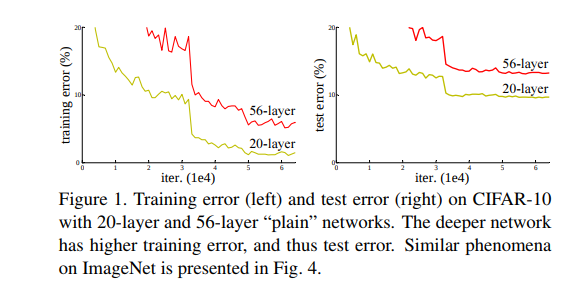 20
10
0
training error (%)
56-layer
20-layer
0 1 2 3 4 5 6
iter. (1e4)
20
10
0
test error (%)
56-layer
20-layer
0 1 2 3 4 5 6
iter. (1e4)
Figure 1. Training error (left) and test error (right) on CIFAR-10
with 20-layer and 56-layer “plain” networks. The deeper network
has higher training error, and thus test error. Similar phenomena
on ImageNet is presented in Fig. 4.